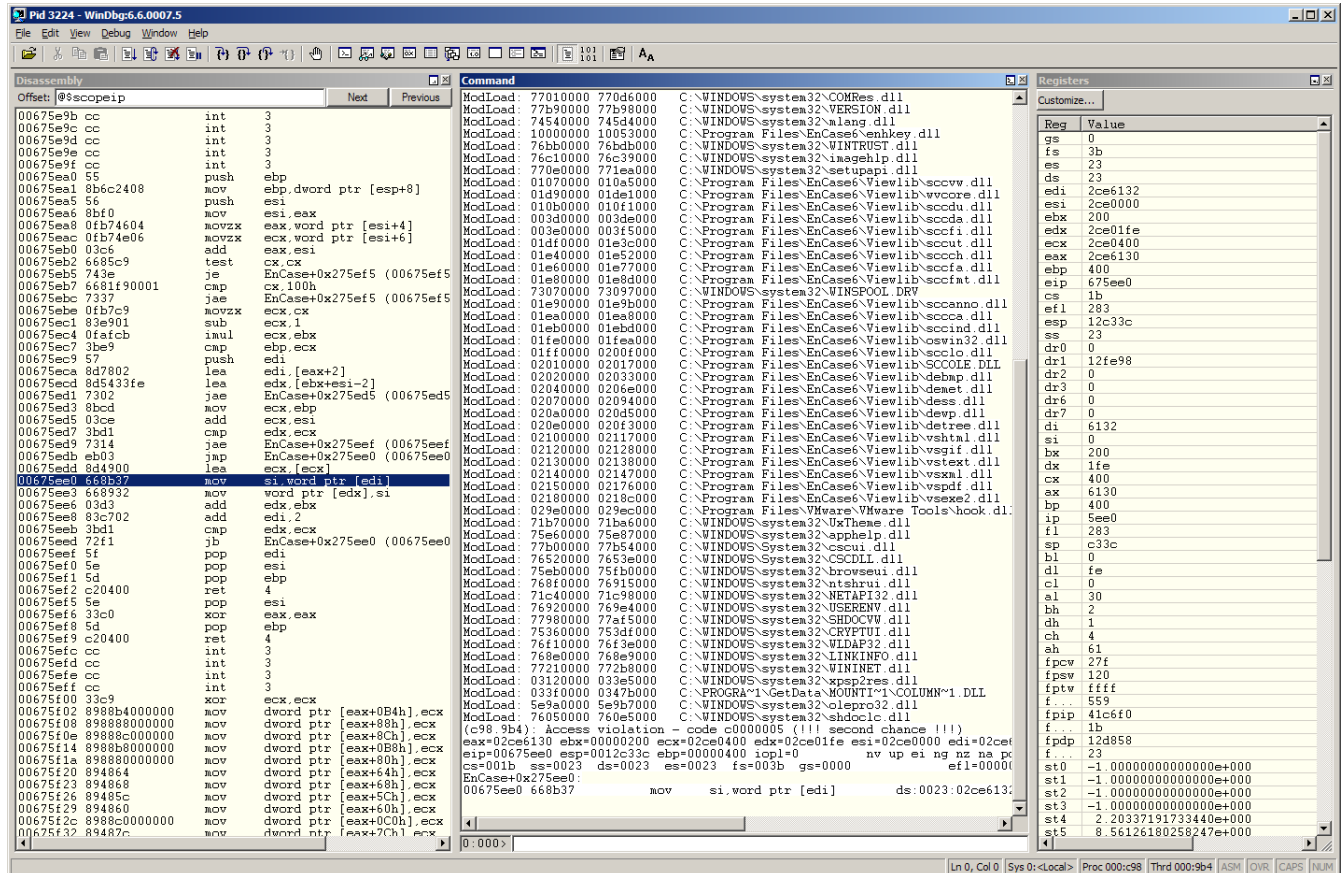 Pid 3224 - WinDbg:6.6.0007.5
File Edit View Debug Window Help
Disassembly
Offset: @$scopeip Next Previous
00675e9b cc int 3
00675e9c cc int 3
00675e9d cc int 3
00675e9e cc int 3
00675e9f cc int 3
00675ea0 55 push ebp
00675ea1 8b6c2408 mov ebp,dword ptr [esp+8]
00675ea5 56 push esi
00675ea6 8bf0 mov esi,eax
00675ea8 0fb74604 movzx eax,word ptr [esi+4]
00675eac 0fb74e06 movzx ecx,word ptr [esi+6]
00675eb0 03c6 add eax,esi
00675eb2 6685c9 test cx,cx
00675eb5 743e je EnCase+0x275ef5 (00675ef5
00675eb7 6681f90001 cmp cx,100h
00675ebc 7337 jae EnCase+0x275ef5 (00675ef5
00675ebe 0fb7c9 movzx ecx,cx
00675ec1 83e901 sub ecx,1
00675ec4 0fafcb imul ecx,ebx
00675ec7 3be9 cmp ebp,ecx
00675ec9 57 push edi
00675eca 8d7802 lea edi,[eax+2]
00675ecd 8d5433fe lea edx,[ebx+esi-2]
00675ed1 7302 jae EnCase+0x275ed5 (00675ed5
00675ed3 8bcd mov ecx,ebp
00675ed5 03ce add ecx,esi
00675ed7 3bd1 cmp edx,ecx
00675ed9 7314 jae EnCase+0x275eef (00675eef
00675edb eb03 jmp EnCase+0x275ee0 (00675ee0
00675edd 8d4900 lea ecx,[ecx]
00675ee0 668b37 mov si,word ptr [edi]
00675ee3 668932 mov word ptr [edx],si
00675ee6 03d3 add edx,ebx
00675ee8 83c702 add edi,2
00675eeb 3bd1 cmp edx,ecx
00675eed 72f1 jb EnCase+0x275ee0 (00675ee0
00675eef 5f pop edi
00675ef0 5e pop esi
00675ef1 5d pop ebp
00675ef2 c20400 ret 4
00675ef5 5e pop esi
00675ef6 33c0 xor eax,eax
00675ef8 5d pop ebp
00675ef9 c20400 ret 4
00675efc cc int 3
00675efd cc int 3
00675efe cc int 3
00675eff cc int 3
00675f00 33c9 xor ecx,ecx
00675f02 8988b4000000 mov dword ptr [eax+0B4h],ecx
00675f08 898888000000 mov dword ptr [eax+88h],ecx
00675f0e 89888c000000 mov dword ptr [eax+8Ch],ecx
00675f14 8988b8000000 mov dword ptr [eax+0B8h],ecx
00675f1a 898880000000 mov dword ptr [eax+80h],ecx
00675f20 894864 mov dword ptr [eax+64h],ecx
00675f23 894868 mov dword ptr [eax+68h],ecx
00675f26 89485c mov dword ptr [eax+5Ch],ecx
00675f29 894860 mov dword ptr [eax+60h],ecx
00675f2c 8988c0000000 mov dword ptr [eax+0C0h],ecx
00675f32 89487c mov dword ptr [eax+7Ch],ecx
Command
ModLoad: 77010000 770d6000 C:\WINDOWS\system32\COMRes.dll
ModLoad: 77b90000 77b98000 C:\WINDOWS\system32\VERSION.dll
ModLoad: 74540000 745d4000 C:\WINDOWS\system32\mlang.dll
ModLoad: 10000000 10053000 C:\Program Files\EnCase6\enhkey.dll
ModLoad: 76bb0000 76bdb000 C:\WINDOWS\system32\WINTRUST.dll
ModLoad: 76c10000 76c39000 C:\WINDOWS\system32\imagehlp.dll
ModLoad: 770e0000 771ea000 C:\WINDOWS\system32\setupapi.dll
ModLoad: 01070000 010a5000 C:\Program Files\EnCase6\Viewlib\sccvw.dll
ModLoad: 01d90000 01de1000 C:\Program Files\EnCase6\Viewlib\wvcore.dll
ModLoad: 010b0000 010f1000 C:\Program Files\EnCase6\Viewlib\sccdu.dll
ModLoad: 003d0000 003de000 C:\Program Files\EnCase6\Viewlib\sccda.dll
ModLoad: 003e0000 003f5000 C:\Program Files\EnCase6\Viewlib\sccfi.dll
ModLoad: 01df0000 01e3c000 C:\Program Files\EnCase6\Viewlib\sccut.dll
ModLoad: 01e40000 01e52000 C:\Program Files\EnCase6\Viewlib\sccch.dll
ModLoad: 01e60000 01e77000 C:\Program Files\EnCase6\Viewlib\sccfa.dll
ModLoad: 01e80000 01e8d000 C:\Program Files\EnCase6\Viewlib\sccfmt.dll
ModLoad: 73070000 73097000 C:\WINDOWS\system32\WINSPOOL.DRV
ModLoad: 01e90000 01e9b000 C:\Program Files\EnCase6\Viewlib\sccanno.dll
ModLoad: 01ea0000 01ea8000 C:\Program Files\EnCase6\Viewlib\sccca.dll
ModLoad: 01eb0000 01ebd000 C:\Program Files\EnCase6\Viewlib\sccind.dll
ModLoad: 01fe0000 01fea000 C:\Program Files\EnCase6\Viewlib\oswin32.dll
ModLoad: 01ff0000 0200f000 C:\Program Files\EnCase6\Viewlib\scclo.dll
ModLoad: 02010000 02017000 C:\Program Files\EnCase6\Viewlib\SCCOLE.DLL
ModLoad: 02020000 02033000 C:\Program Files\EnCase6\Viewlib\debmp.dll
ModLoad: 02040000 0206e000 C:\Program Files\EnCase6\Viewlib\demet.dll
ModLoad: 02070000 02094000 C:\Program Files\EnCase6\Viewlib\dess.dll
ModLoad: 020a0000 020d5000 C:\Program Files\EnCase6\Viewlib\dewp.dll
ModLoad: 020e0000 020f3000 C:\Program Files\EnCase6\Viewlib\detree.dll
ModLoad: 02100000 02117000 C:\Program Files\EnCase6\Viewlib\vshtml.dll
ModLoad: 02120000 02128000 C:\Program Files\EnCase6\Viewlib\vsgif.dll
ModLoad: 02130000 02138000 C:\Program Files\EnCase6\Viewlib\vstext.dll
ModLoad: 02140000 02147000 C:\Program Files\EnCase6\Viewlib\vsxml.dll
ModLoad: 02150000 02176000 C:\Program Files\EnCase6\Viewlib\vspdf.dll
ModLoad: 02180000 0218c000 C:\Program Files\EnCase6\Viewlib\vsexe2.dll
ModLoad: 029e0000 029ec000 C:\Program Files\VMware\VMware Tools\hook.dl
ModLoad: 71b70000 71ba6000 C:\WINDOWS\system32\UxTheme.dll
ModLoad: 75e60000 75e87000 C:\WINDOWS\system32\apphelp.dll
ModLoad: 77b00000 77b54000 C:\WINDOWS\system32\cscui.dll
ModLoad: 76520000 7653e000 C:\WINDOWS\system32\CSCDLL.dll
ModLoad: 75eb0000 75fb0000 C:\WINDOWS\system32\browseui.dll
ModLoad: 768f0000 76915000 C:\WINDOWS\system32\ntshrui.dll
ModLoad: 71c40000 71c98000 C:\WINDOWS\system32\NETAPI32.dll
ModLoad: 76920000 769e4000 C:\WINDOWS\system32\USERENV.dll
ModLoad: 77980000 77af5000 C:\WINDOWS\system32\SHDOCVW.dll
ModLoad: 75360000 753df000 C:\WINDOWS\system32\CRYPTUI.dll
ModLoad: 76f10000 76f3e000 C:\WINDOWS\system32\WLDAP32.dll
ModLoad: 768e0000 768e9000 C:\WINDOWS\system32\LINKINFO.dll
ModLoad: 77210000 772b8000 C:\WINDOWS\system32\WININET.dll
ModLoad: 03120000 033e5000 C:\WINDOWS\system32\xpsp2res.dll
ModLoad: 033f0000 0347b000 C:\PROGRA~1\GetData\MOUNTI~1\COLUMN~1.DLL
ModLoad: 5e9a0000 5e9b7000 C:\WINDOWS\system32\olepro32.dll
ModLoad: 76050000 760e5000 C:\WINDOWS\system32\shdoclc.dll
(c98.9b4): Access violation - code c0000005 (!!! second chance !!!)
eax=02ce6130 ebx=00000200 ecx=02ce0400 edx=02ce01fe esi=02ce0000 edi=02ce6
eip=00675ee0 esp=0012c33c ebp=00000400 iopl=0 nv up ei ng nz na po
cs=001b ss=0023 ds=0023 es=0023 fs=003b gs=0000 efl=00000
EnCase+0x275ee0:
00675ee0 668b37 mov si,word ptr [edi] ds:0023:02ce6132
0:000>
Registers
Customize...
Reg Value
gs 0
fs 3b
es 23
ds 23
edi 2ce6132
esi 2ce0000
ebx 200
edx 2ce01fe
ecx 2ce0400
eax 2ce6130
ebp 400
eip 675ee0
cs 1b
efl 283
esp 12c33c
ss 23
dr0 0
dr1 12fe98
dr2 0
dr3 0
dr6 0
dr7 0
di 6132
si 0
bx 200
dx 1fe
cx 400
ax 6130
bp 400
ip 5ee0
fl 283
sp c33c
bl 0
dl fe
cl 0
al 30
bh 2
dh 1
ch 4
ah 61
fpcw 27f
fpsw 120
fptw ffff
f... 559
fpip 41c6f0
f... 1b
fpdp 12d858
f... 23
st0 -1.00000000000000e+000
st1 -1.00000000000000e+000
st2 -1.00000000000000e+000
st3 -1.00000000000000e+000
st4 2.20337191733440e+000
st5 8.56126180258247e+000
Ln 0, Col 0 Sys 0:<Local> Proc 000:c98 Thrd 000:9b4 ASM OVR CAPS NUM